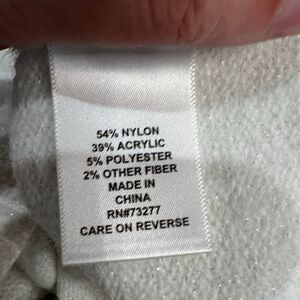 54% NYLON
39% ACRYLIC
5% POLYESTER
2% OTHER FIBER
MADE IN
CHINA
RN#73277
CARE ON REVERSE